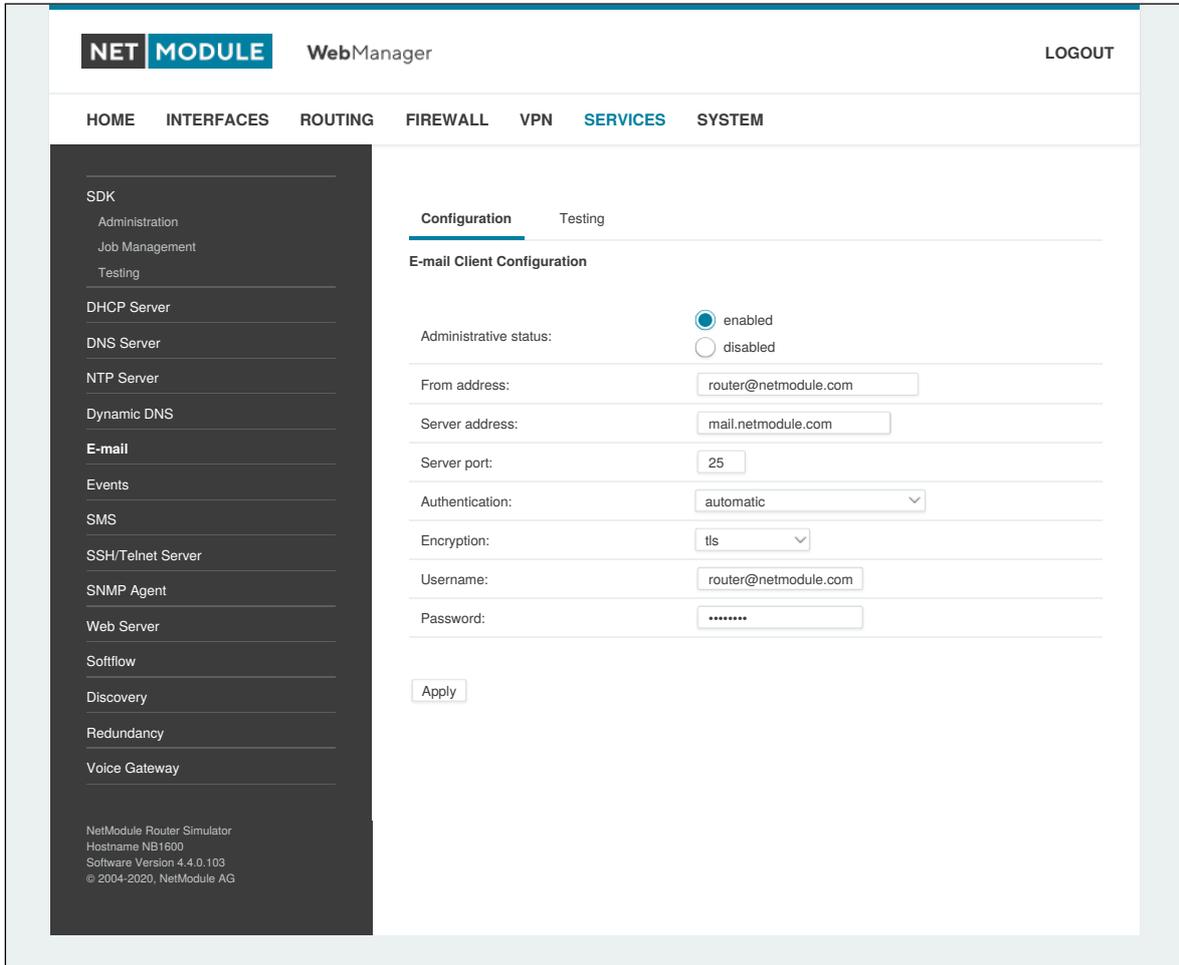 NET MODULE WebManager LOGOUT
HOME INTERFACES ROUTING FIREWALL VPN SERVICES SYSTEM
SDK
Administration
Job Management
Testing
DHCP Server
DNS Server
NTP Server
Dynamic DNS
E-mail
Events
SMS
SSH/Telnet Server
SNMP Agent
Web Server
Softflow
Discovery
Redundancy
Voice Gateway
NetModule Router Simulator
Hostname NB1600
Software Version 4.4.0.103
© 2004-2020, NetModule AG
Configuration Testing
E-mail Client Configuration
Administrative status: enabled
disabled
From address: router@netmodule.com
Server address: mail.netmodule.com
Server port: 25
Authentication: automatic
Encryption: tls
Username: router@netmodule.com
Password: ••••••••
Apply